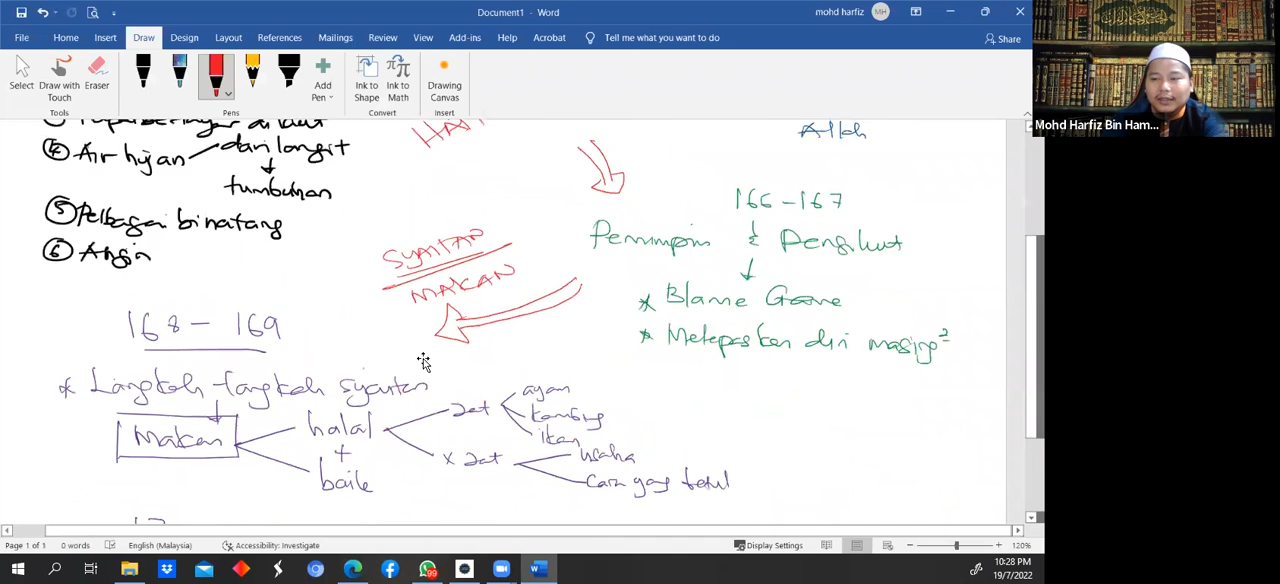 Document1 - Word
mohd harfiz MH
File Home Insert Draw Design Layout References Mailings Review View Add-ins Help Acrobat Tell me what you want to do Share
Select Draw with Touch Eraser Add Pen Ink to Shape Ink to Math Drawing Canvas
Tools Pens Convert Insert
Mohd Harfiz Bin Ham...
HATI
Allah
④ Air hujan dari langit
tumbuhan
⑤ Pelbagai binatang
⑥ Angin
166 - 167
Pemimpin & Pengikut
* Blame Game
* Melepaskan diri masing²
SYAITAN
MAKAN
168 - 169
* Langkah-langkah syaitan
Makan
halal
+
baik
zat
ayam
kambing
ikan
x zat
usaha
cara yang betul
Page 1 of 1 0 words English (Malaysia) Accessibility: Investigate Display Settings 120%
99
10:28 PM
19/7/2022